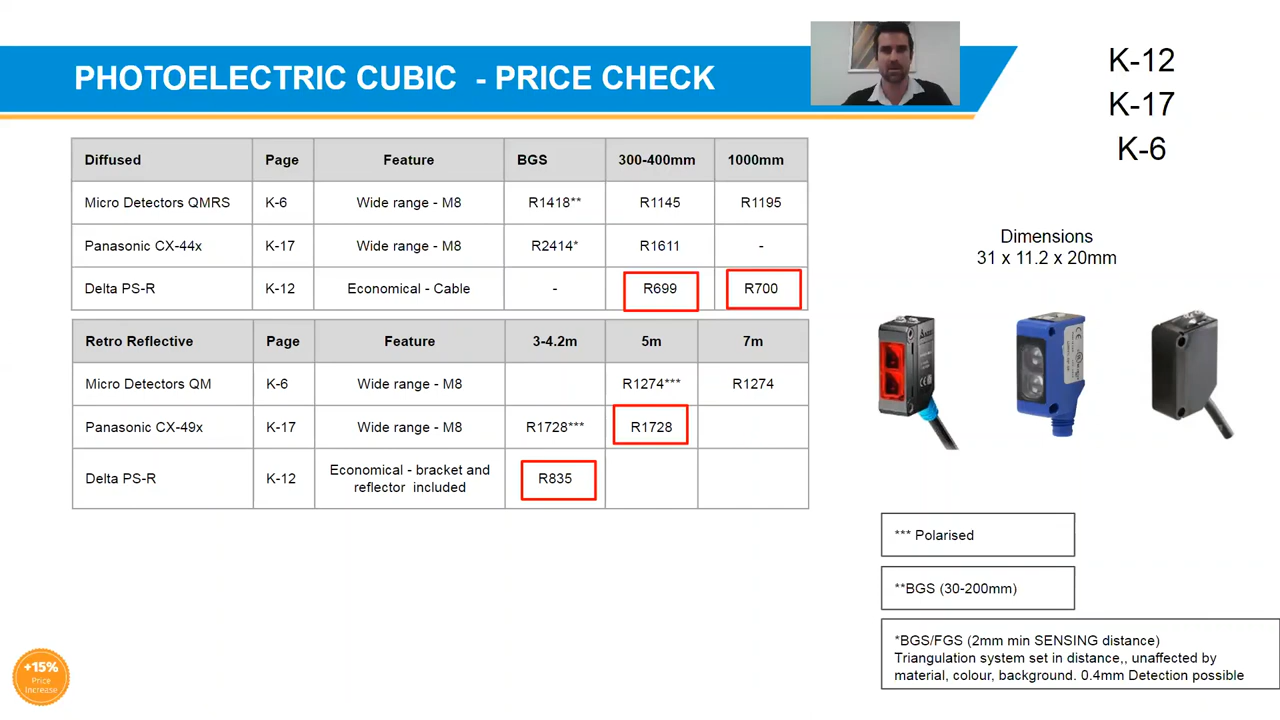 PHOTOELECTRIC CUBIC - PRICE CHECK
K-12
K-17
K-6
Diffused Page Feature BGS 300-400mm 1000mm
Micro Detectors QMRS K-6 Wide range - M8 R1418** R1145 R1195
Panasonic CX-44x K-17 Wide range - M8 R2414* R1611 -
Delta PS-R K-12 Economical - Cable - R699 R700
Retro Reflective Page Feature 3-4.2m 5m 7m
Micro Detectors QM K-6 Wide range - M8 R1274*** R1274
Panasonic CX-49x K-17 Wide range - M8 R1728*** R1728
Delta PS-R K-12 Economical - bracket and
reflector included R835
Dimensions
31 x 11.2 x 20mm
*** Polarised
**BGS (30-200mm)
*BGS/FGS (2mm min SENSING distance)
Triangulation system set in distance,, unaffected by
material, colour, background. 0.4mm Detection possible
+15%
Price
Increase